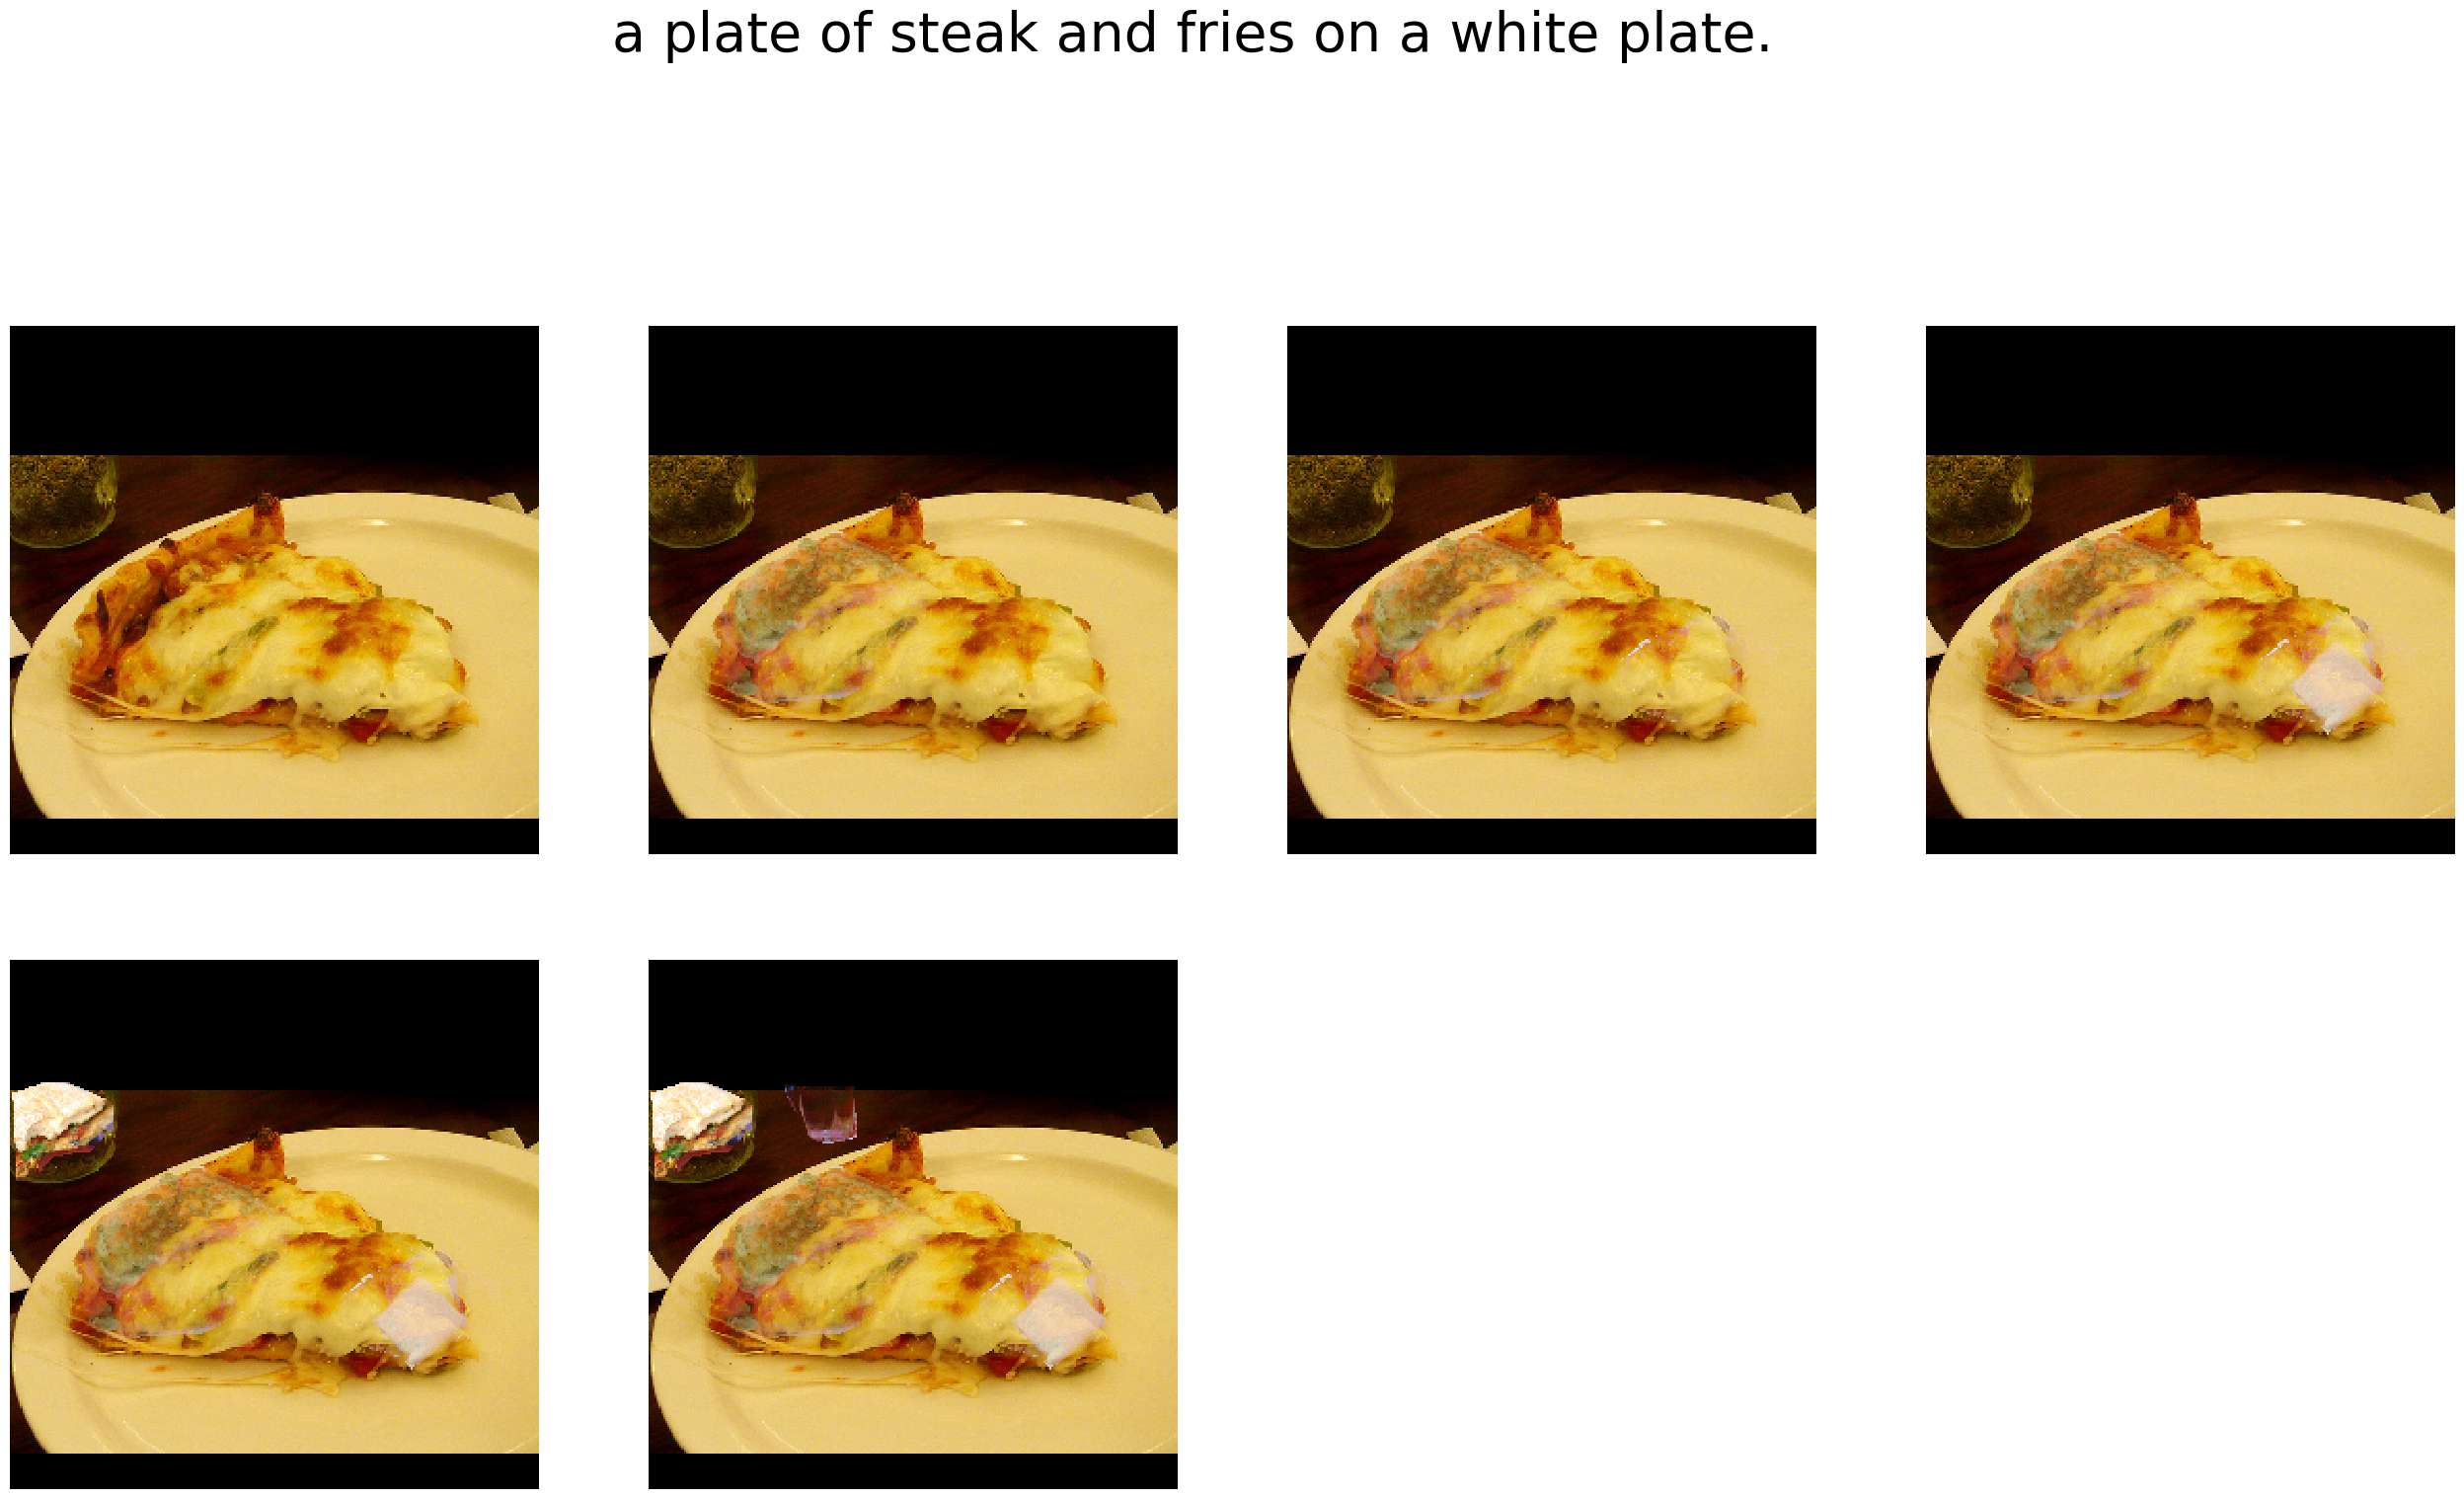 a plate of steak and fries on a white plate.